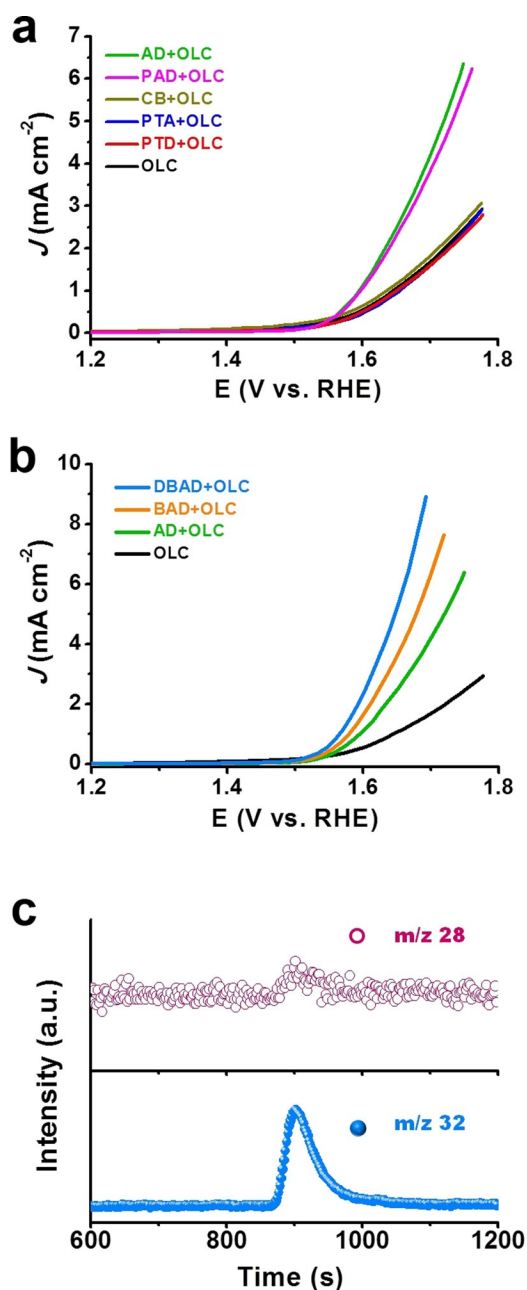 a
7
6
5
4
3
2
1
0
J (mA cm-2)
AD+OLC
PAD+OLC
CB+OLC
PTA+OLC
PTD+OLC
OLC
1.2 1.4 1.6 1.8
E (V vs. RHE)
b
10
8
6
4
2
0
J (mA cm-2)
DBAD+OLC
BAD+OLC
AD+OLC
OLC
1.2 1.4 1.6 1.8
E (V vs. RHE)
c
m/z 28
Intensity (a.u.)
m/z 32
600 800 1000 1200
Time (s)